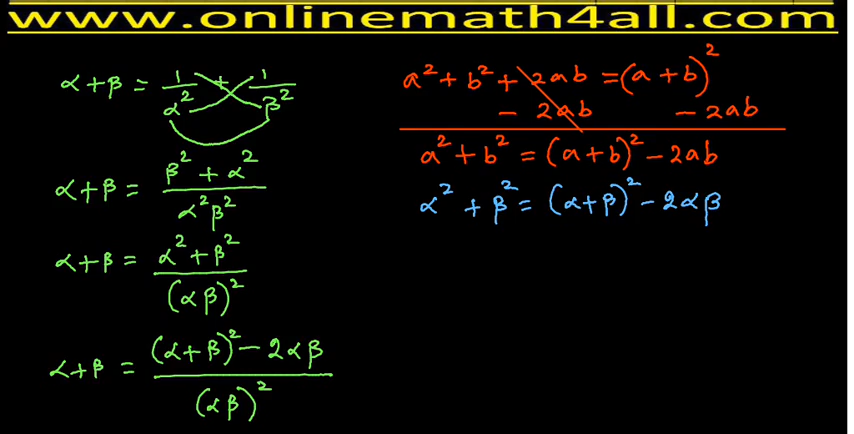 www.onlinemath4all.com
α+β = 1/α² + 1/β²
α+β = (β² + α²)/(α²β²)
α+β = (α² + β²)/(αβ)²
α+β = ((α+β)² − 2αβ)/(αβ)²
a² + b² + 2ab = (a + b)²
− 2ab − 2ab
a² + b² = (a+b)² − 2ab
α² + β² = (α+β)² − 2αβ